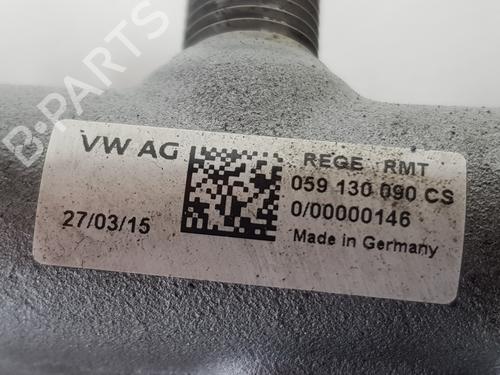 VW AG
REGE RMT
059 130 090 CS
0/00000146
27/03/15
Made in Germany
B-PARTS